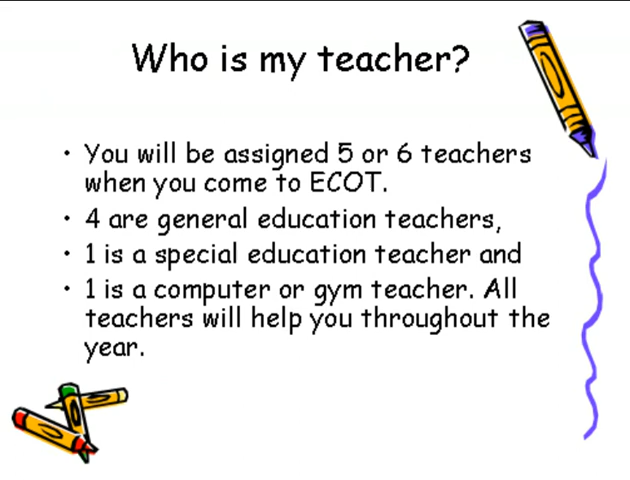 Who is my teacher?
• You will be assigned 5 or 6 teachers
when you come to ECOT.
• 4 are general education teachers,
• 1 is a special education teacher and
• 1 is a computer or gym teacher. All
teachers will help you throughout the
year.